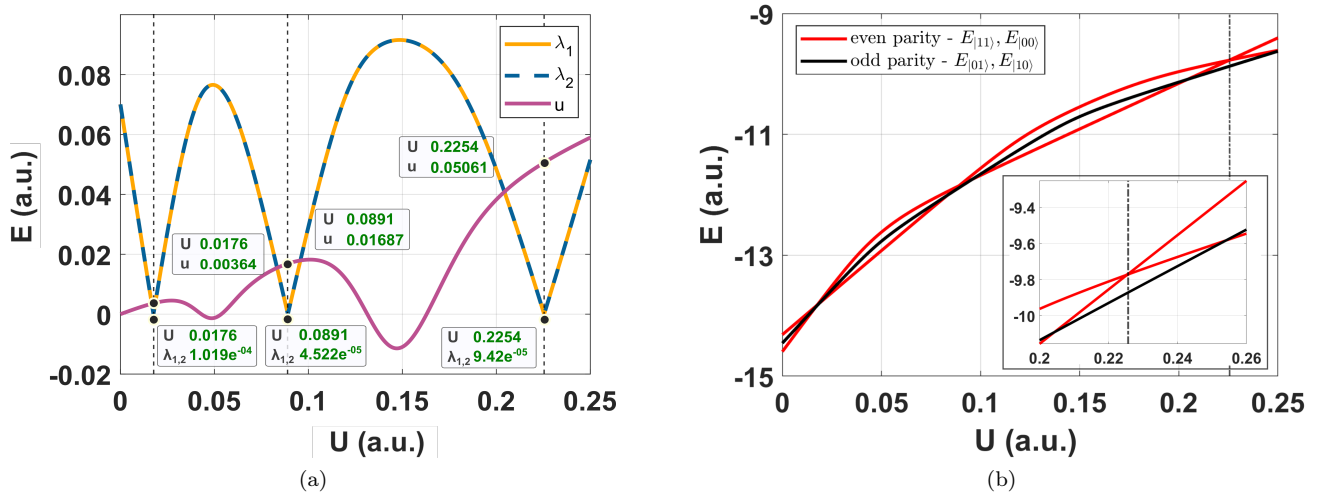 0.08
0.06
0.04
0.02
0
-0.02
E (a.u.)
λ₁
λ₂
u
U 0.2254
u 0.05061
U 0.0891
u 0.01687
U 0.0176
u 0.00364
U 0.0176
λ₁,₂ 1.019e⁻⁰⁴
U 0.0891
λ₁,₂ 4.522e⁻⁰⁵
U 0.2254
λ₁,₂ 9.42e⁻⁰⁵
0 0.05 0.1 0.15 0.2 0.25
U (a.u.)
(a)
-9
-11
-13
-15
E (a.u.)
even parity - E|11⟩, E|00⟩
odd parity - E|01⟩, E|10⟩
-9.4
-9.6
-9.8
-10
0.2 0.22 0.24 0.26
0 0.05 0.1 0.15 0.2 0.25
U (a.u.)
(b)